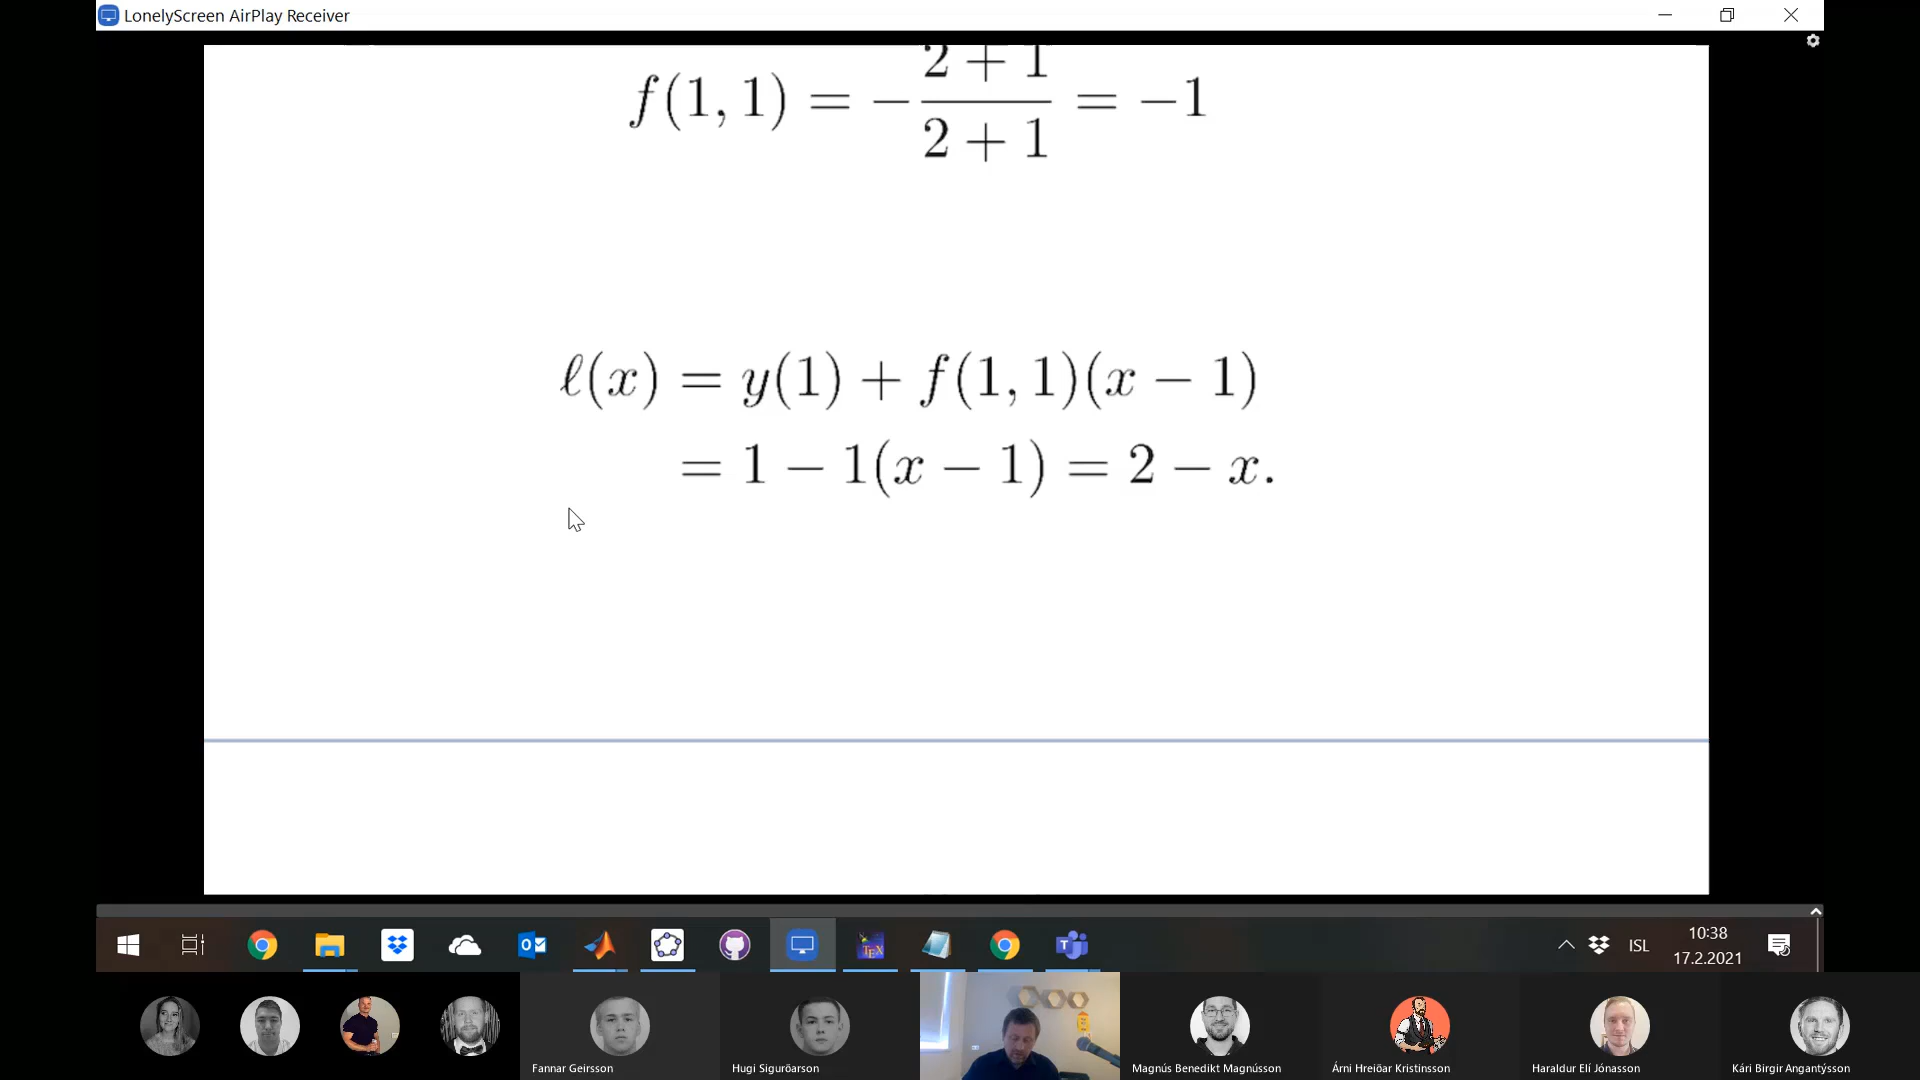 LonelyScreen AirPlay Receiver
f(1, 1) = −(2 + 1)/(2 + 1) = −1
ℓ(x) = y(1) + f(1, 1)(x − 1)
= 1 − 1(x − 1) = 2 − x.
ISL
10:38
17.2.2021
Fannar Geirsson
Hugi Sigurðarson
Magnús Benedikt Magnússon
Árni Hreiðar Kristinsson
Haraldur Elí Jónasson
Kári Birgir Angantýsson